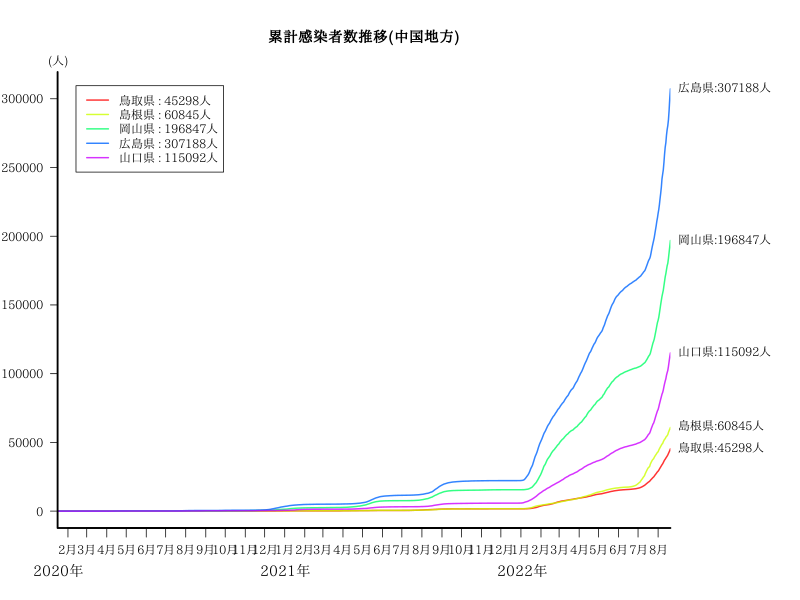 累計感染者数推移(中国地方)
(人)
300000
250000
200000
150000
100000
50000
0
鳥取県 : 45298人
島根県 : 60845人
岡山県 : 196847人
広島県 : 307188人
山口県 : 115092人
広島県:307188人
岡山県:196847人
山口県:115092人
島根県:60845人
鳥取県:45298人
2月 3月 4月 5月 6月 7月 8月 9月 10月 11月 12月 1月 2月 3月 4月 5月 6月 7月 8月 9月 10月 11月 12月 1月 2月 3月 4月 5月 6月 7月 8月
2020年 2021年 2022年